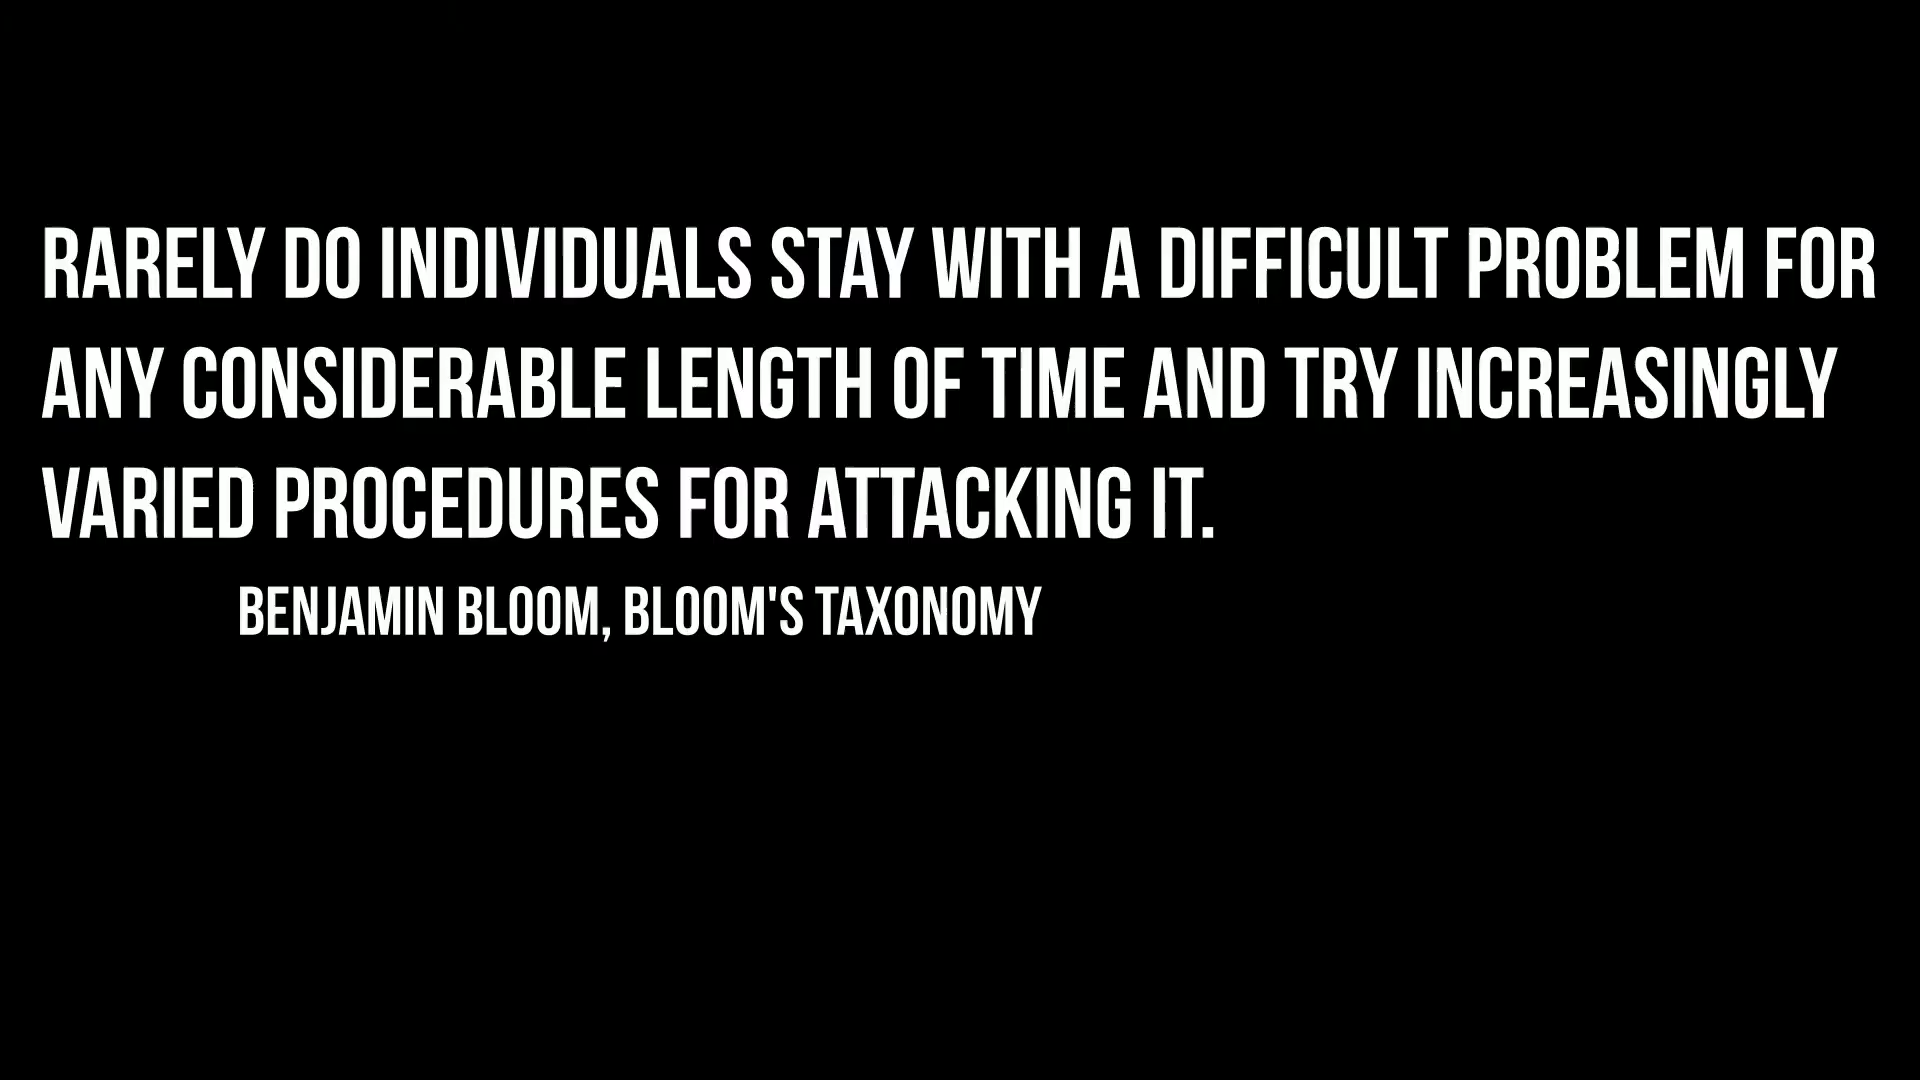 RARELY DO INDIVIDUALS STAY WITH A DIFFICULT PROBLEM FOR
ANY CONSIDERABLE LENGTH OF TIME AND TRY INCREASINGLY
VARIED PROCEDURES FOR ATTACKING IT.
BENJAMIN BLOOM, BLOOM'S TAXONOMY